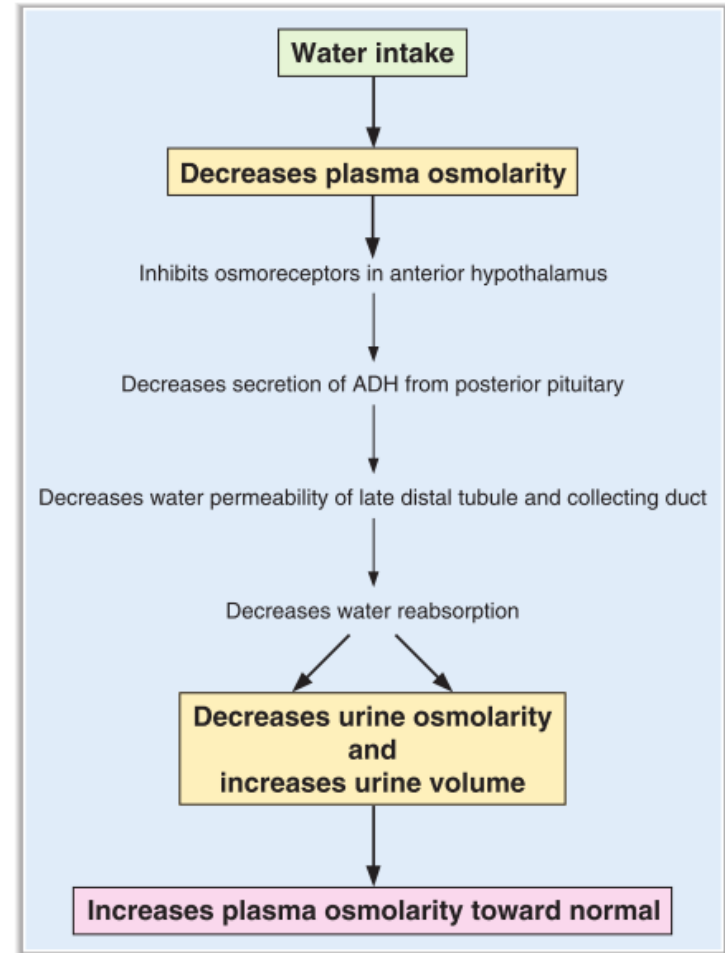 Water intake
Decreases plasma osmolarity
Inhibits osmoreceptors in anterior hypothalamus
Decreases secretion of ADH from posterior pituitary
Decreases water permeability of late distal tubule and collecting duct
Decreases water reabsorption
Decreases urine osmolarity
and
increases urine volume
Increases plasma osmolarity toward normal